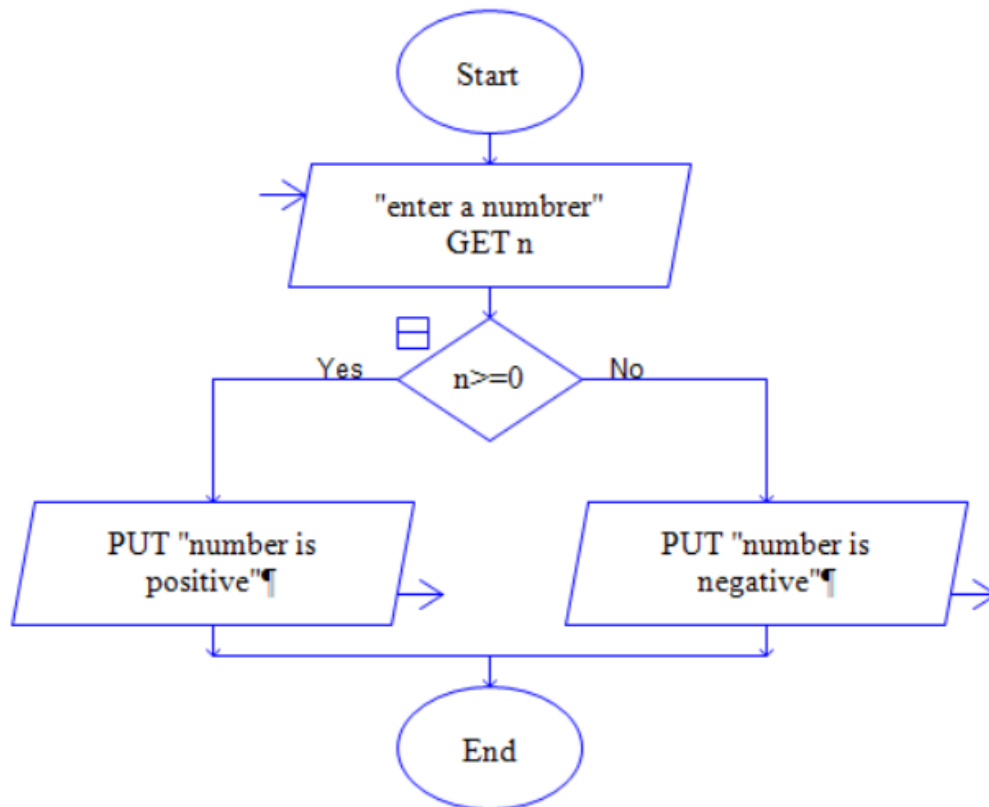 Start
"enter a numbrer"
GET n
Yes
n>=0
No
PUT "number is
positive"¶
PUT "number is
negative"¶
End